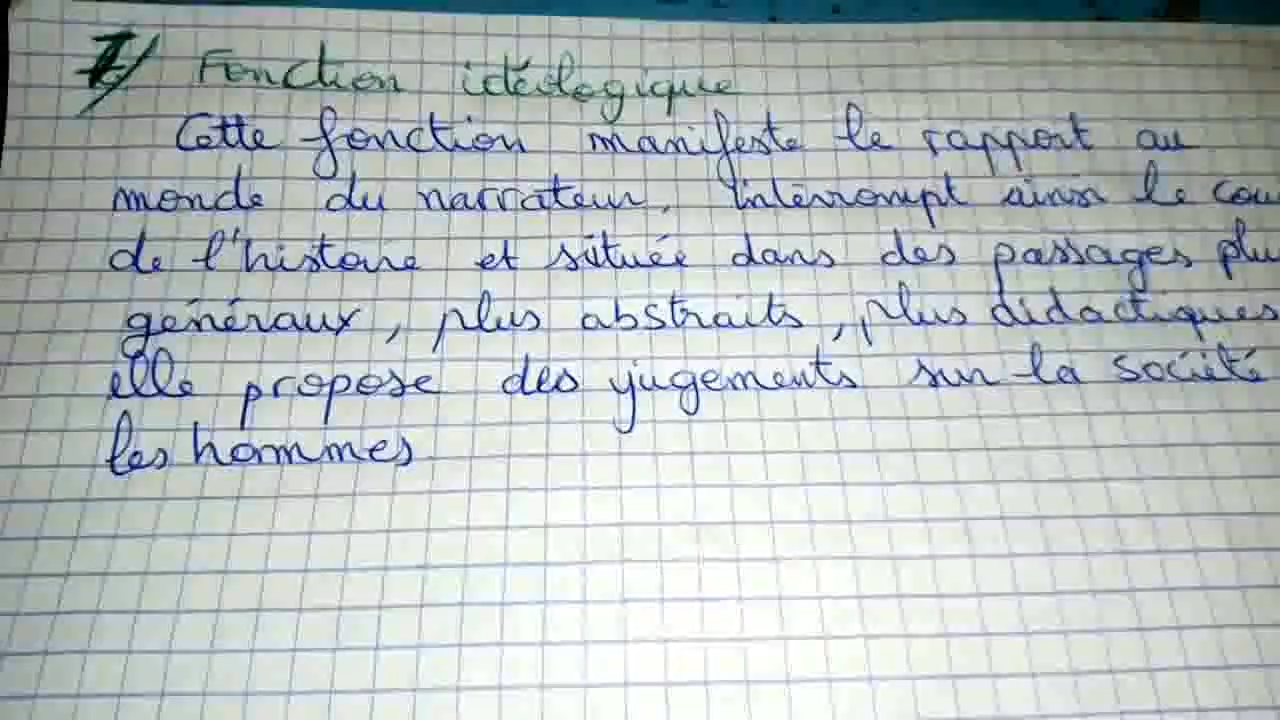 7/ Fonction idéologique
Cette fonction manifeste le rapport au
monde du narrateur, Interrompt ainsi le cou
de l'histoire et située dans des passages plu
généraux, plus abstraits, plus didactiques
elle propose des jugements sur la société
les hommes